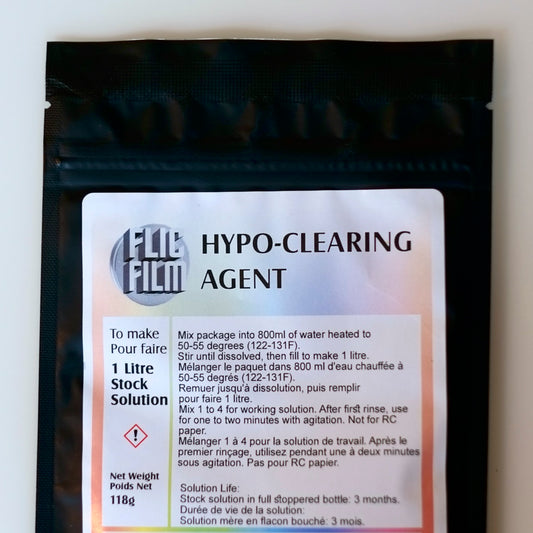 FLIC
FILM
HYPO-CLEARING
AGENT
To make
Pour faire
1 Litre
Stock
Solution
!
Net Weight
Poids Net
118g
Mix package into 800ml of water heated to
50-55 degrees (122-131F).
Stir until dissolved, then fill to make 1 litre.
Mélanger le paquet dans 800 ml d'eau chauffée à
50-55 degrés (122-131F).
Remuer jusqu'à dissolution, puis remplir
pour faire 1 litre.
Mix 1 to 4 for working solution. After first rinse, use
for one to two minutes with agitation. Not for RC
paper.
Mélanger 1 à 4 pour la solution de travail. Après le
premier rinçage, utilisez pendant une à deux minutes
sous agitation. Pas pour RC papier.
Solution Life:
Stock solution in full stoppered bottle: 3 months.
Durée de vie de la solution:
Solution mère en flacon bouché: 3 mois.